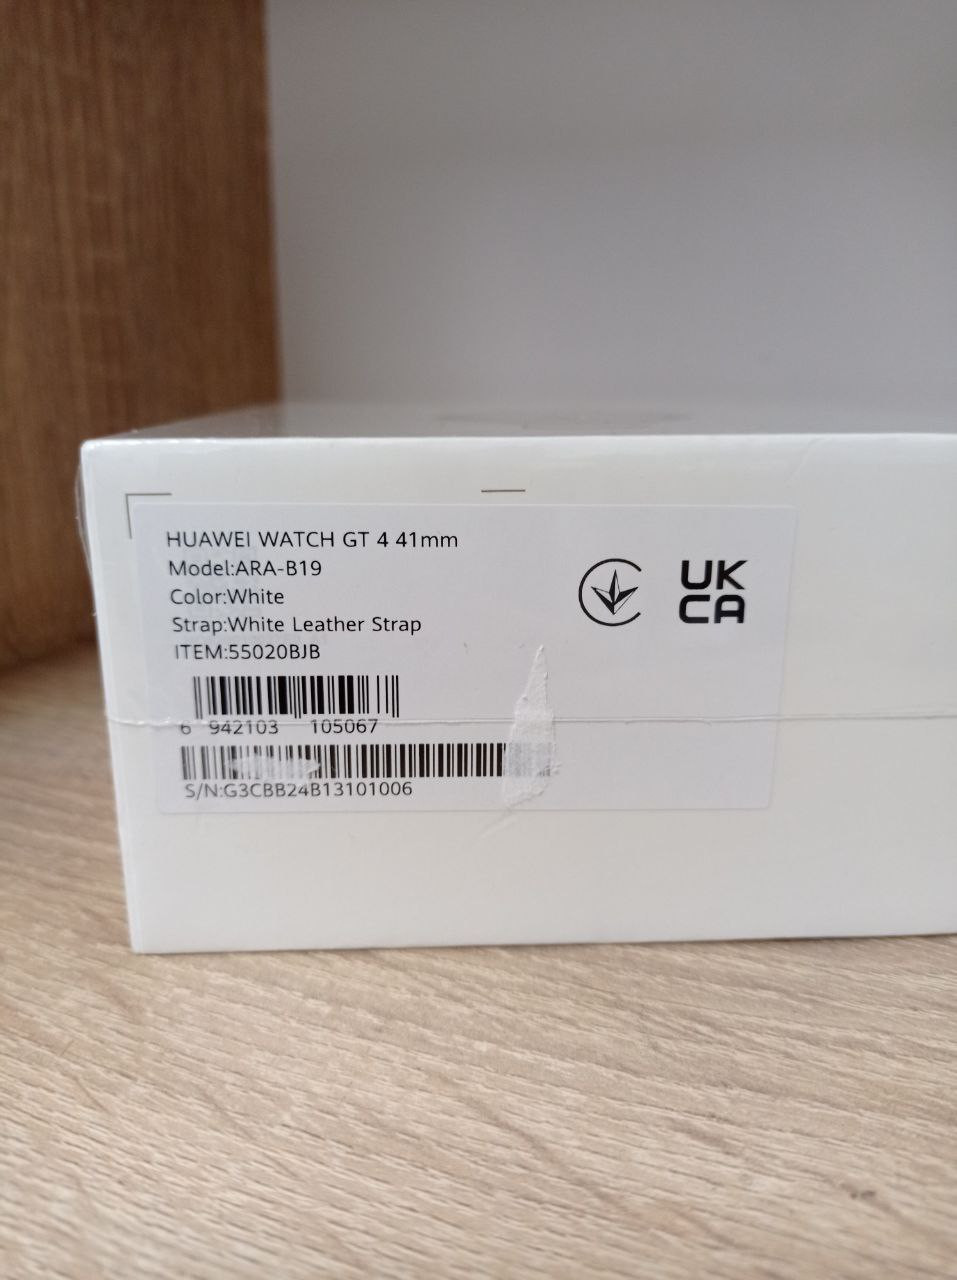 HUAWEI WATCH GT 4 41mm
Model:ARA-B19
Color:White
Strap:White Leather Strap
ITEM:55020BJB
6 942103 105067
S/N:G3CBB24B13101006
UK
CA